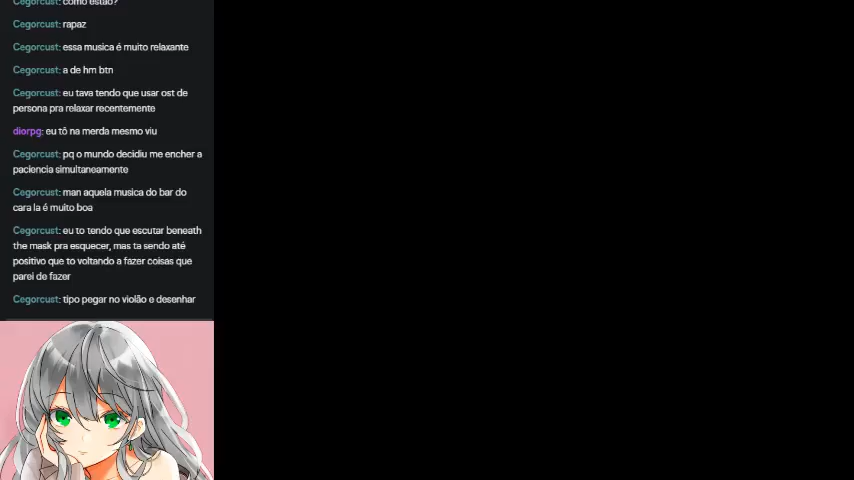 Cegorcust: como estão?
Cegorcust: rapaz
Cegorcust: essa musica é muito relaxante
Cegorcust: a de hm btn
Cegorcust: eu tava tendo que usar ost de
persona pra relaxar recentemente
diorpg: eu tô na merda mesmo viu
Cegorcust: pq o mundo decidiu me encher a
paciencia simultaneamente
Cegorcust: man aquela musica do bar do
cara la é muito boa
Cegorcust: eu to tendo que escutar beneath
the mask pra esquecer, mas ta sendo até
positivo que to voltando a fazer coisas que
parei de fazer
Cegorcust: tipo pegar no violão e desenhar